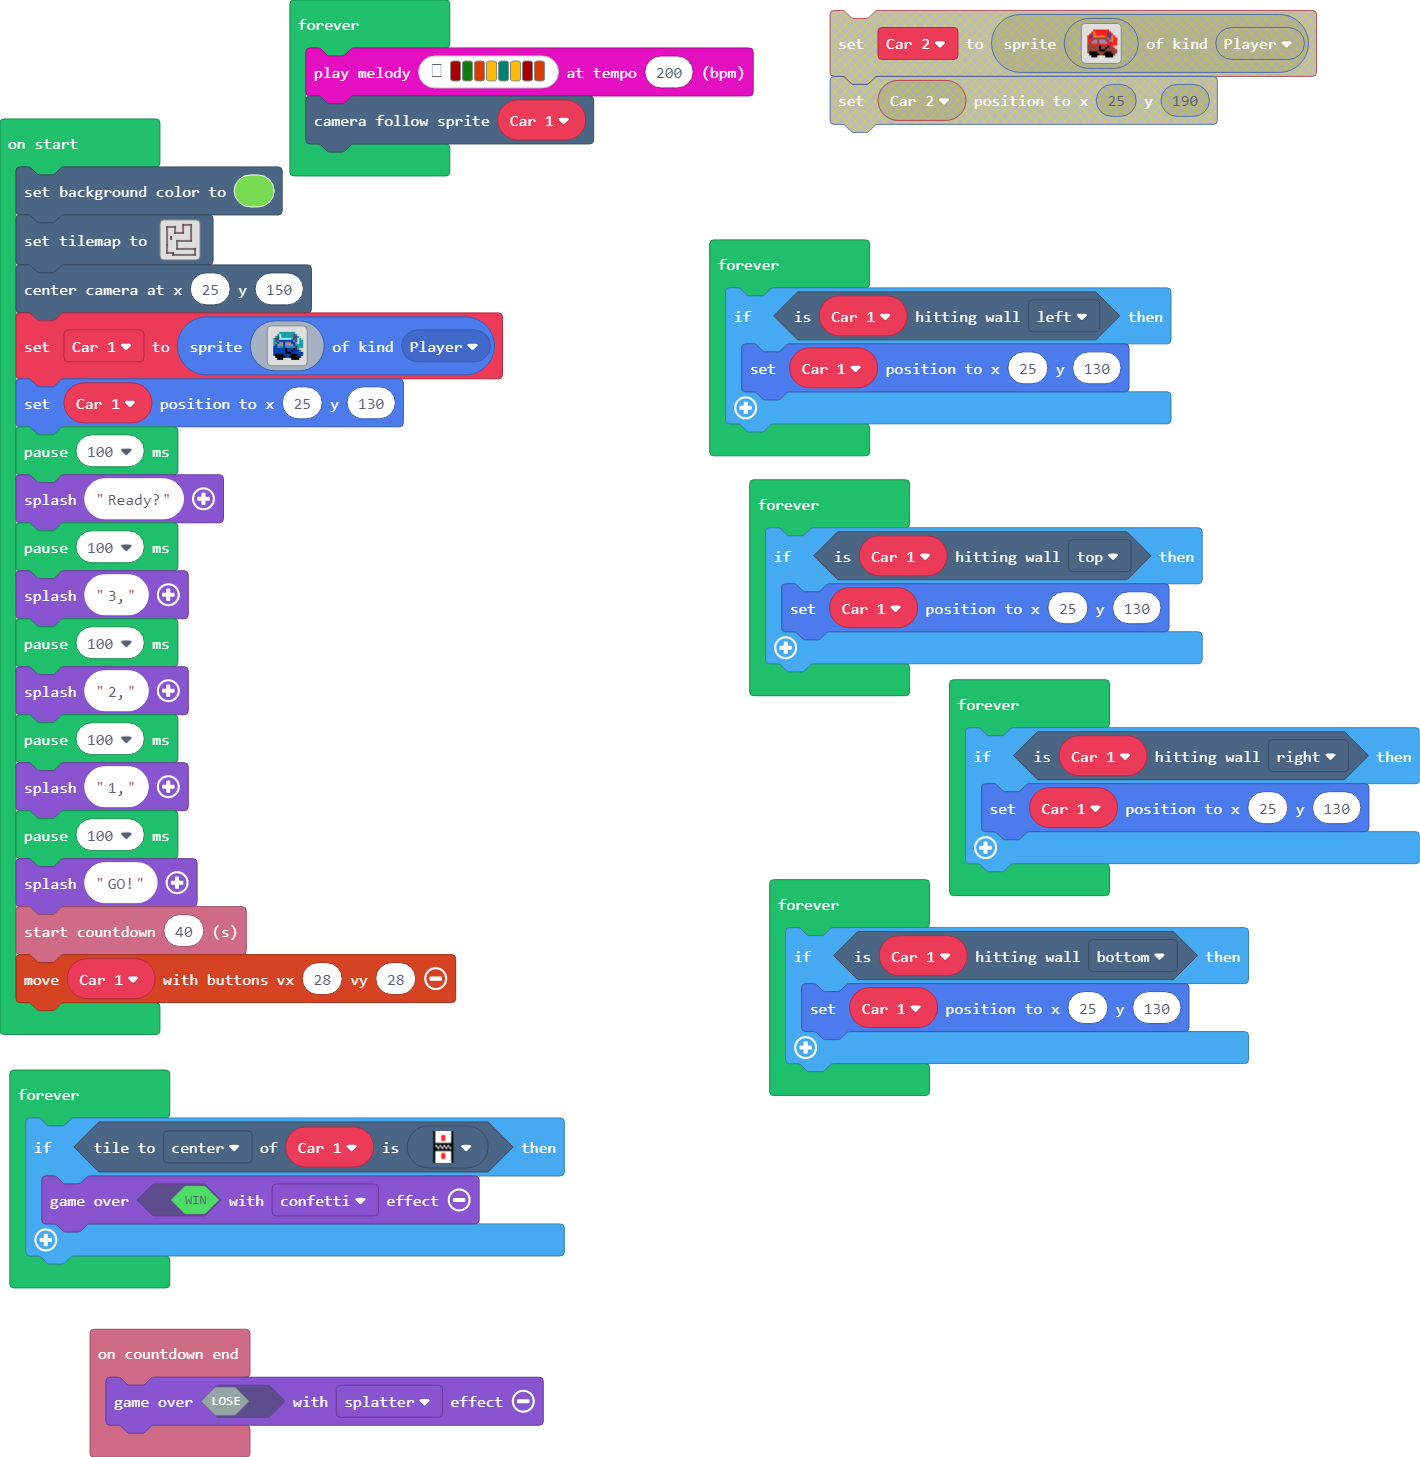 forever
play melody at tempo 200 (bpm)
camera follow sprite Car 1
set Car 2 to sprite of kind Player
set Car 2 position to x 25 y 190
on start
set background color to
set tilemap to
center camera at x 25 y 150
set Car 1 to sprite of kind Player
set Car 1 position to x 25 y 130
pause 100 ms
splash "Ready?"
pause 100 ms
splash "3,"
pause 100 ms
splash "2,"
pause 100 ms
splash "1,"
pause 100 ms
splash "GO!"
start countdown 40 (s)
move Car 1 with buttons vx 28 vy 28
forever
if is Car 1 hitting wall left then
set Car 1 position to x 25 y 130
forever
if is Car 1 hitting wall top then
set Car 1 position to x 25 y 130
forever
if is Car 1 hitting wall right then
set Car 1 position to x 25 y 130
forever
if is Car 1 hitting wall bottom then
set Car 1 position to x 25 y 130
forever
if tile to center of Car 1 is then
game over WIN with confetti effect
on countdown end
game over LOSE with splatter effect